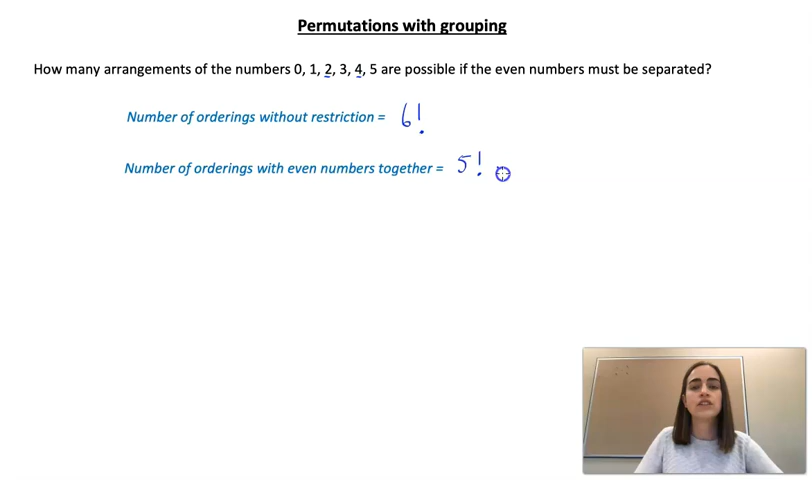 Permutations with grouping
How many arrangements of the numbers 0, 1, 2, 3, 4, 5 are possible if the even numbers must be separated?
Number of orderings without restriction = 6!
Number of orderings with even numbers together = 5!